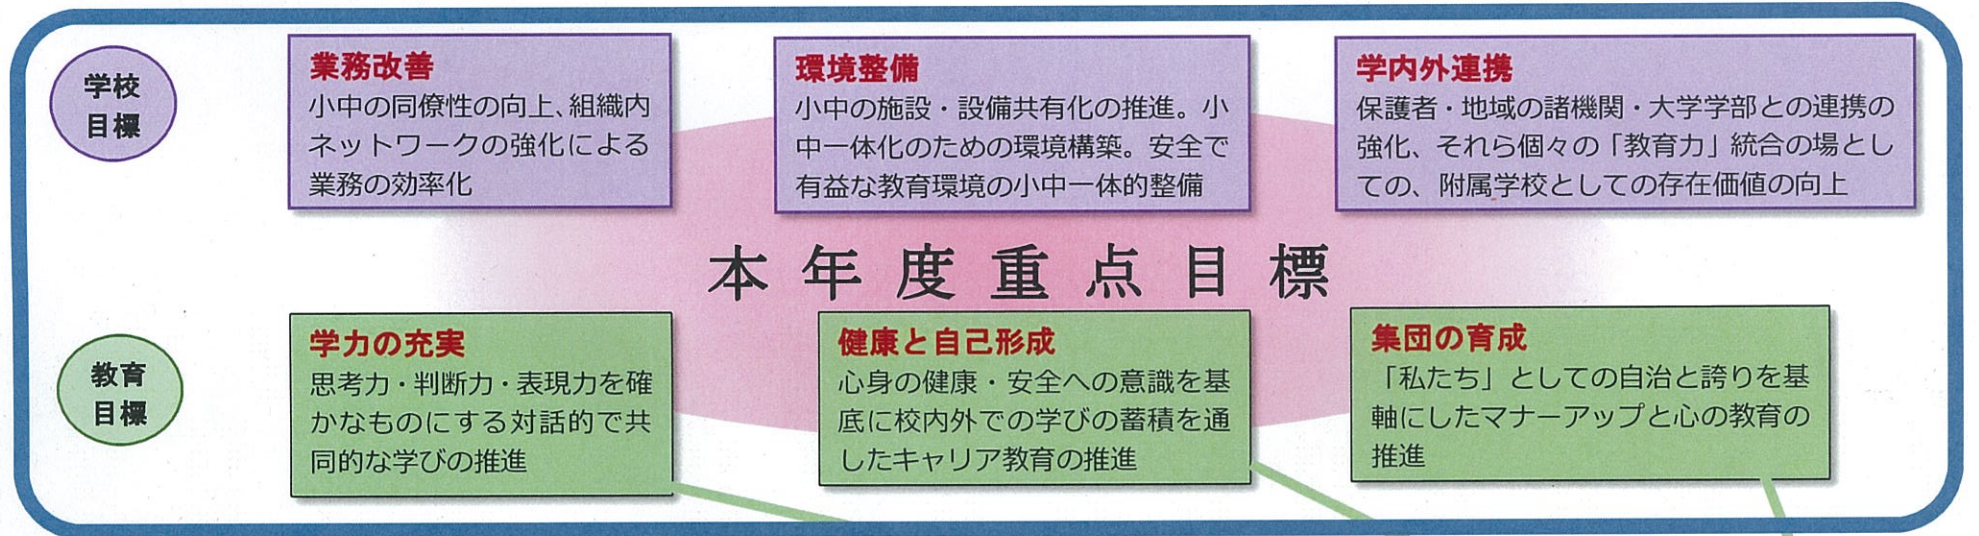 学校
目標
業務改善
小中の同僚性の向上、組織内
ネットワークの強化による
業務の効率化
環境整備
小中の施設・設備共有化の推進。小
中一体化のための環境構築。安全で
有益な教育環境の小中一体的整備
学内外連携
保護者・地域の諸機関・大学学部との連携の
強化、それら個々の「教育力」統合の場とし
ての、附属学校としての存在価値の向上
本年度重点目標
教育
目標
学力の充実
思考力・判断力・表現力を確
かなものにする対話的で共
同的な学びの推進
健康と自己形成
心身の健康・安全への意識を基
底に校内外での学びの蓄積を通
したキャリア教育の推進
集団の育成
「私たち」としての自治と誇りを基
軸にしたマナーアップと心の教育の
推進